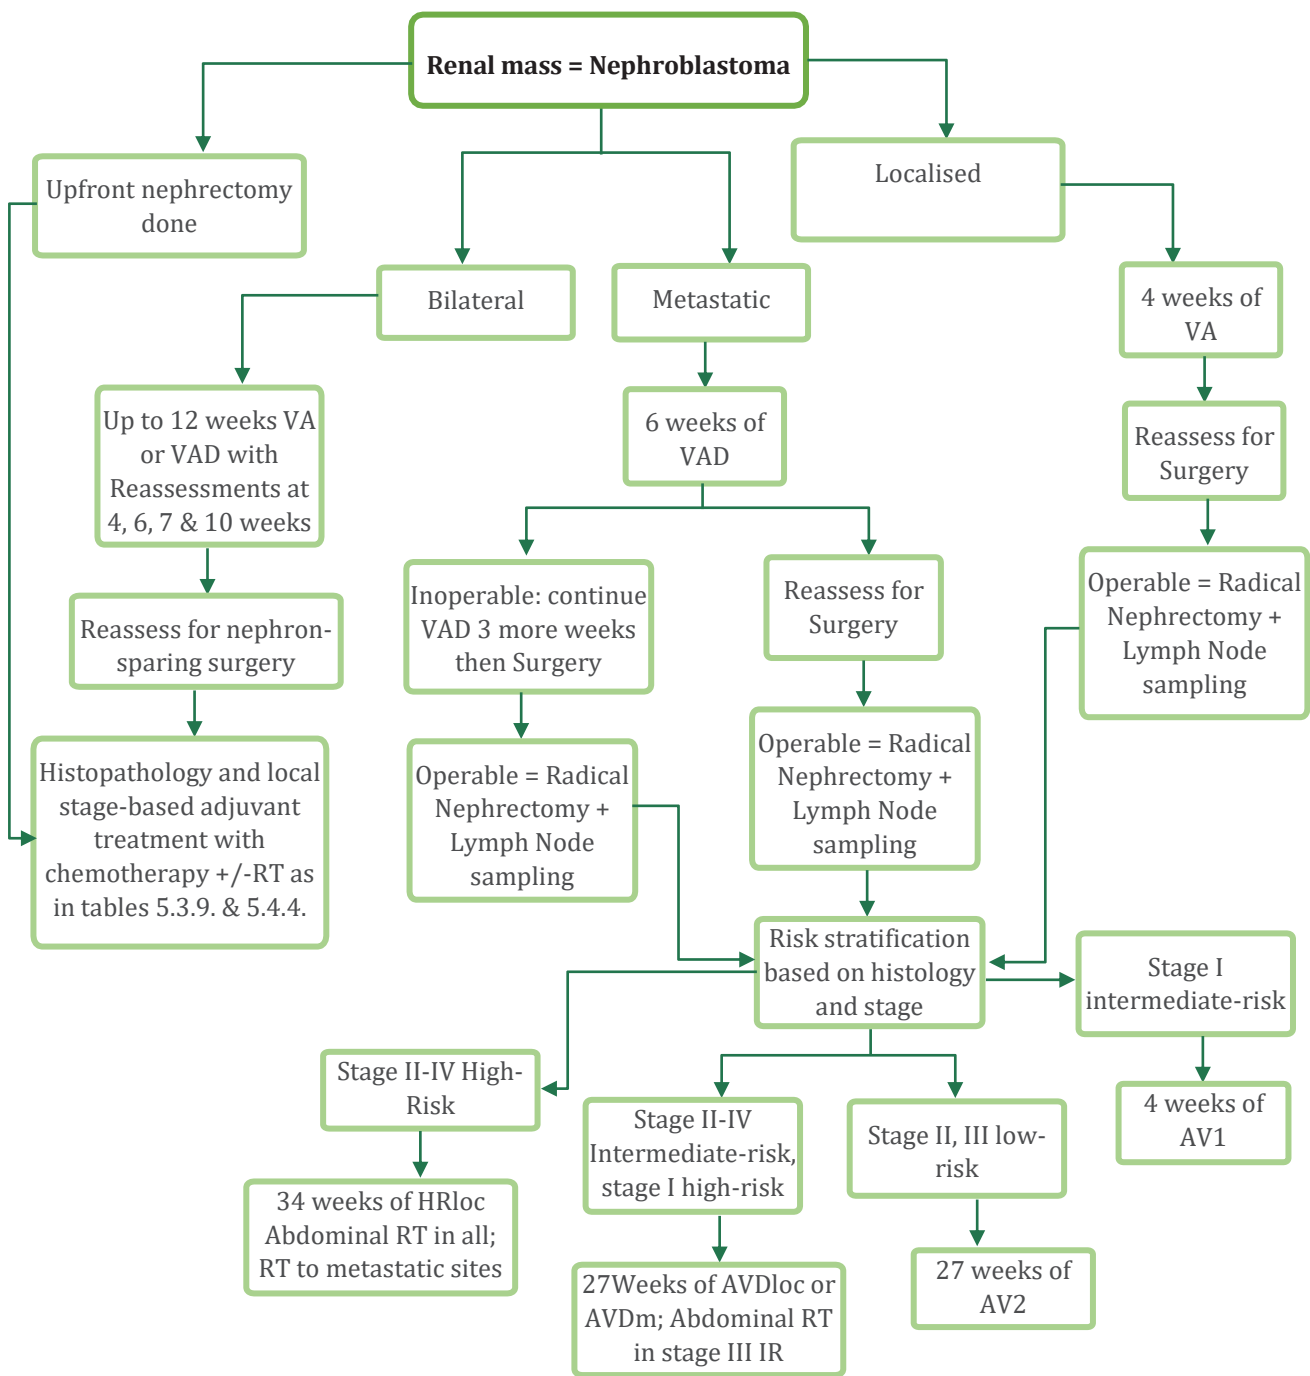 Renal mass = Nephroblastoma
Upfront nephrectomy
done
Localised
Bilateral
Metastatic
4 weeks of
VA
Up to 12 weeks VA
or VAD with
Reassessments at
4, 6, 7 & 10 weeks
6 weeks of
VAD
Reassess for
Surgery
Inoperable: continue
VAD 3 more weeks
then Surgery
Reassess for
Surgery
Operable = Radical
Nephrectomy +
Lymph Node
sampling
Reassess for nephron-
sparing surgery
Histopathology and local
stage-based adjuvant
treatment with
chemotherapy +/-RT as
in tables 5.3.9. & 5.4.4.
Operable = Radical
Nephrectomy +
Lymph Node
sampling
Operable = Radical
Nephrectomy +
Lymph Node
sampling
Risk stratification
based on histology
and stage
Stage I
intermediate-risk
Stage II-IV High-
Risk
Stage II-IV
Intermediate-risk,
stage I high-risk
Stage II, III low-
risk
4 weeks of
AV1
34 weeks of HRloc
Abdominal RT in all;
RT to metastatic sites
27Weeks of AVDloc or
AVDm; Abdominal RT
in stage III IR
27 weeks of
AV2